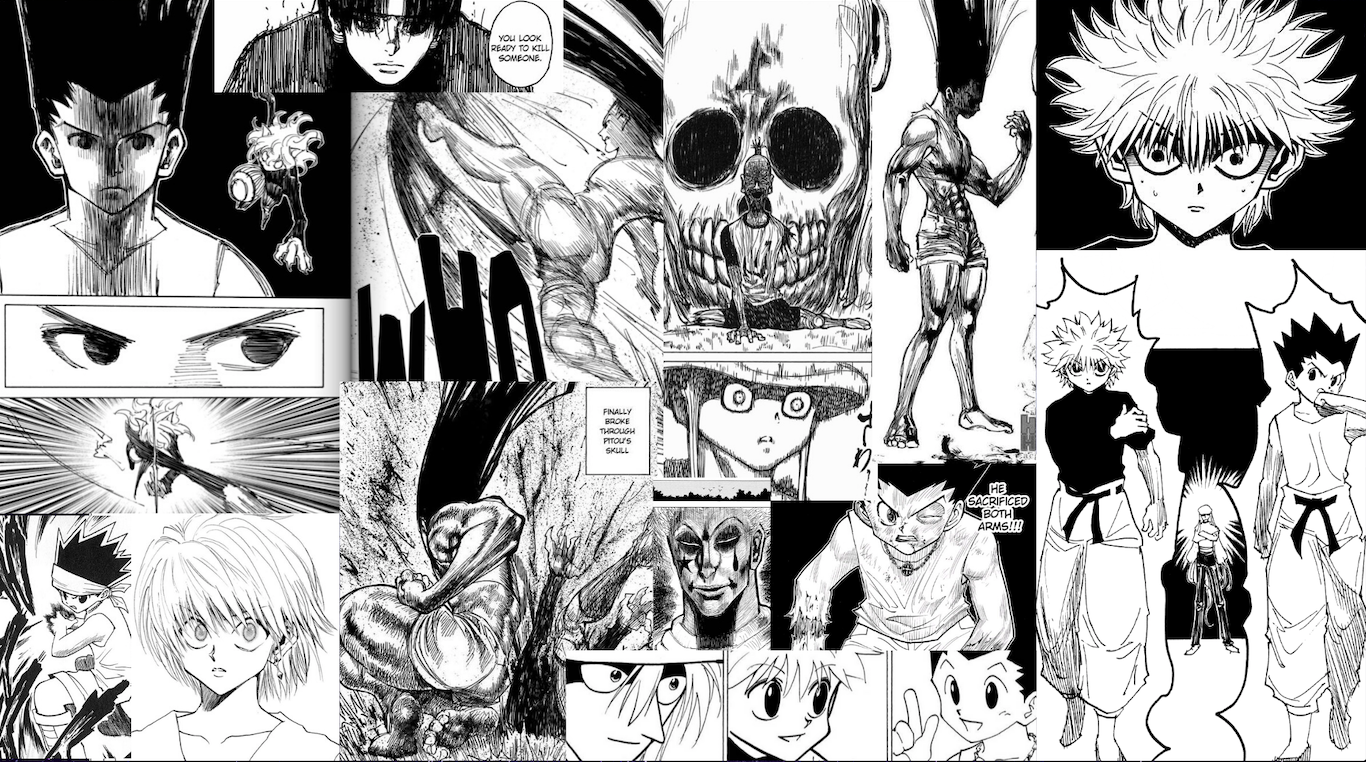 YOU LOOK
READY TO KILL
SOMEONE.
FINALLY
BROKE
THROUGH
PITOU'S
SKULL
HE
SACRIFICED
BOTH
ARMS!!!